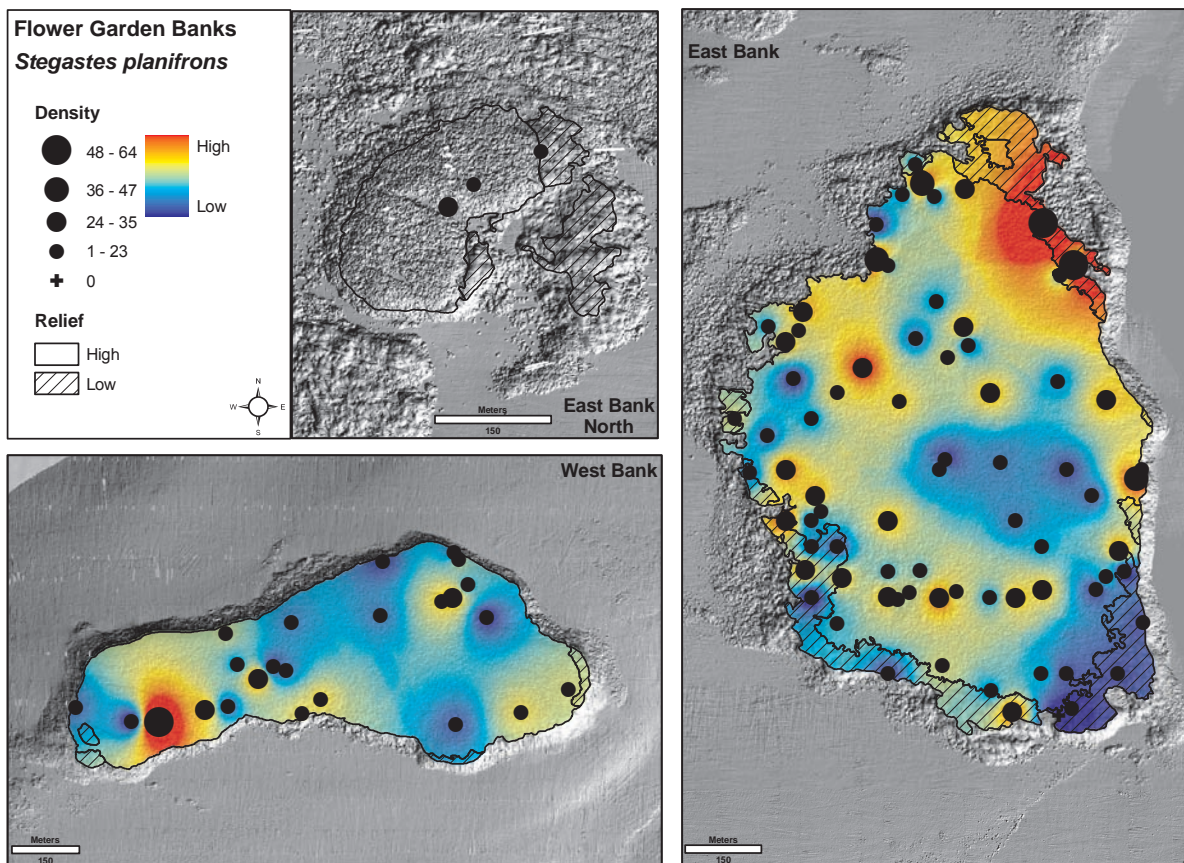 Flower Garden Banks
Stegastes planifrons
Density
48 - 64
36 - 47
24 - 35
1 - 23
0
High
Low
Relief
High
Low
N
W
E
S
Meters
150
East Bank
North
West Bank
Meters
150
East Bank
Meters
150